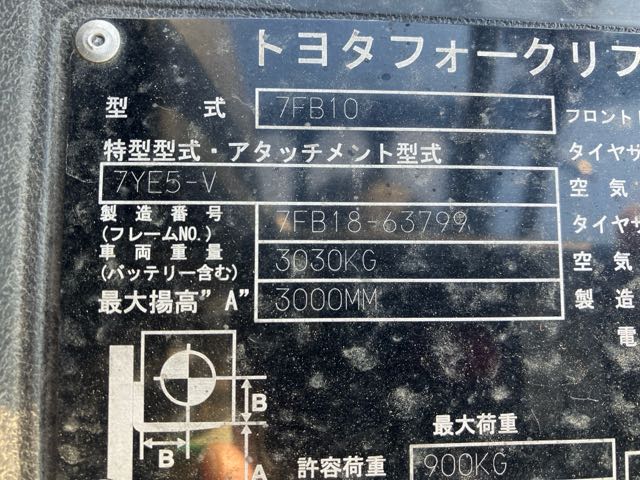 トヨタフォークリフ
型式 7FB10 フロント
特型型式・アタッチメント型式 タイヤサ
7YE5-V 空気
製造番号 7FB18-63799 タイヤサ
(フレームNO.)
車両重量 3030KG 空気
(バッテリー含む)
最大揚高"A" 3000MM 製造
電
B
B
A
最大荷重
許容荷重 900KG